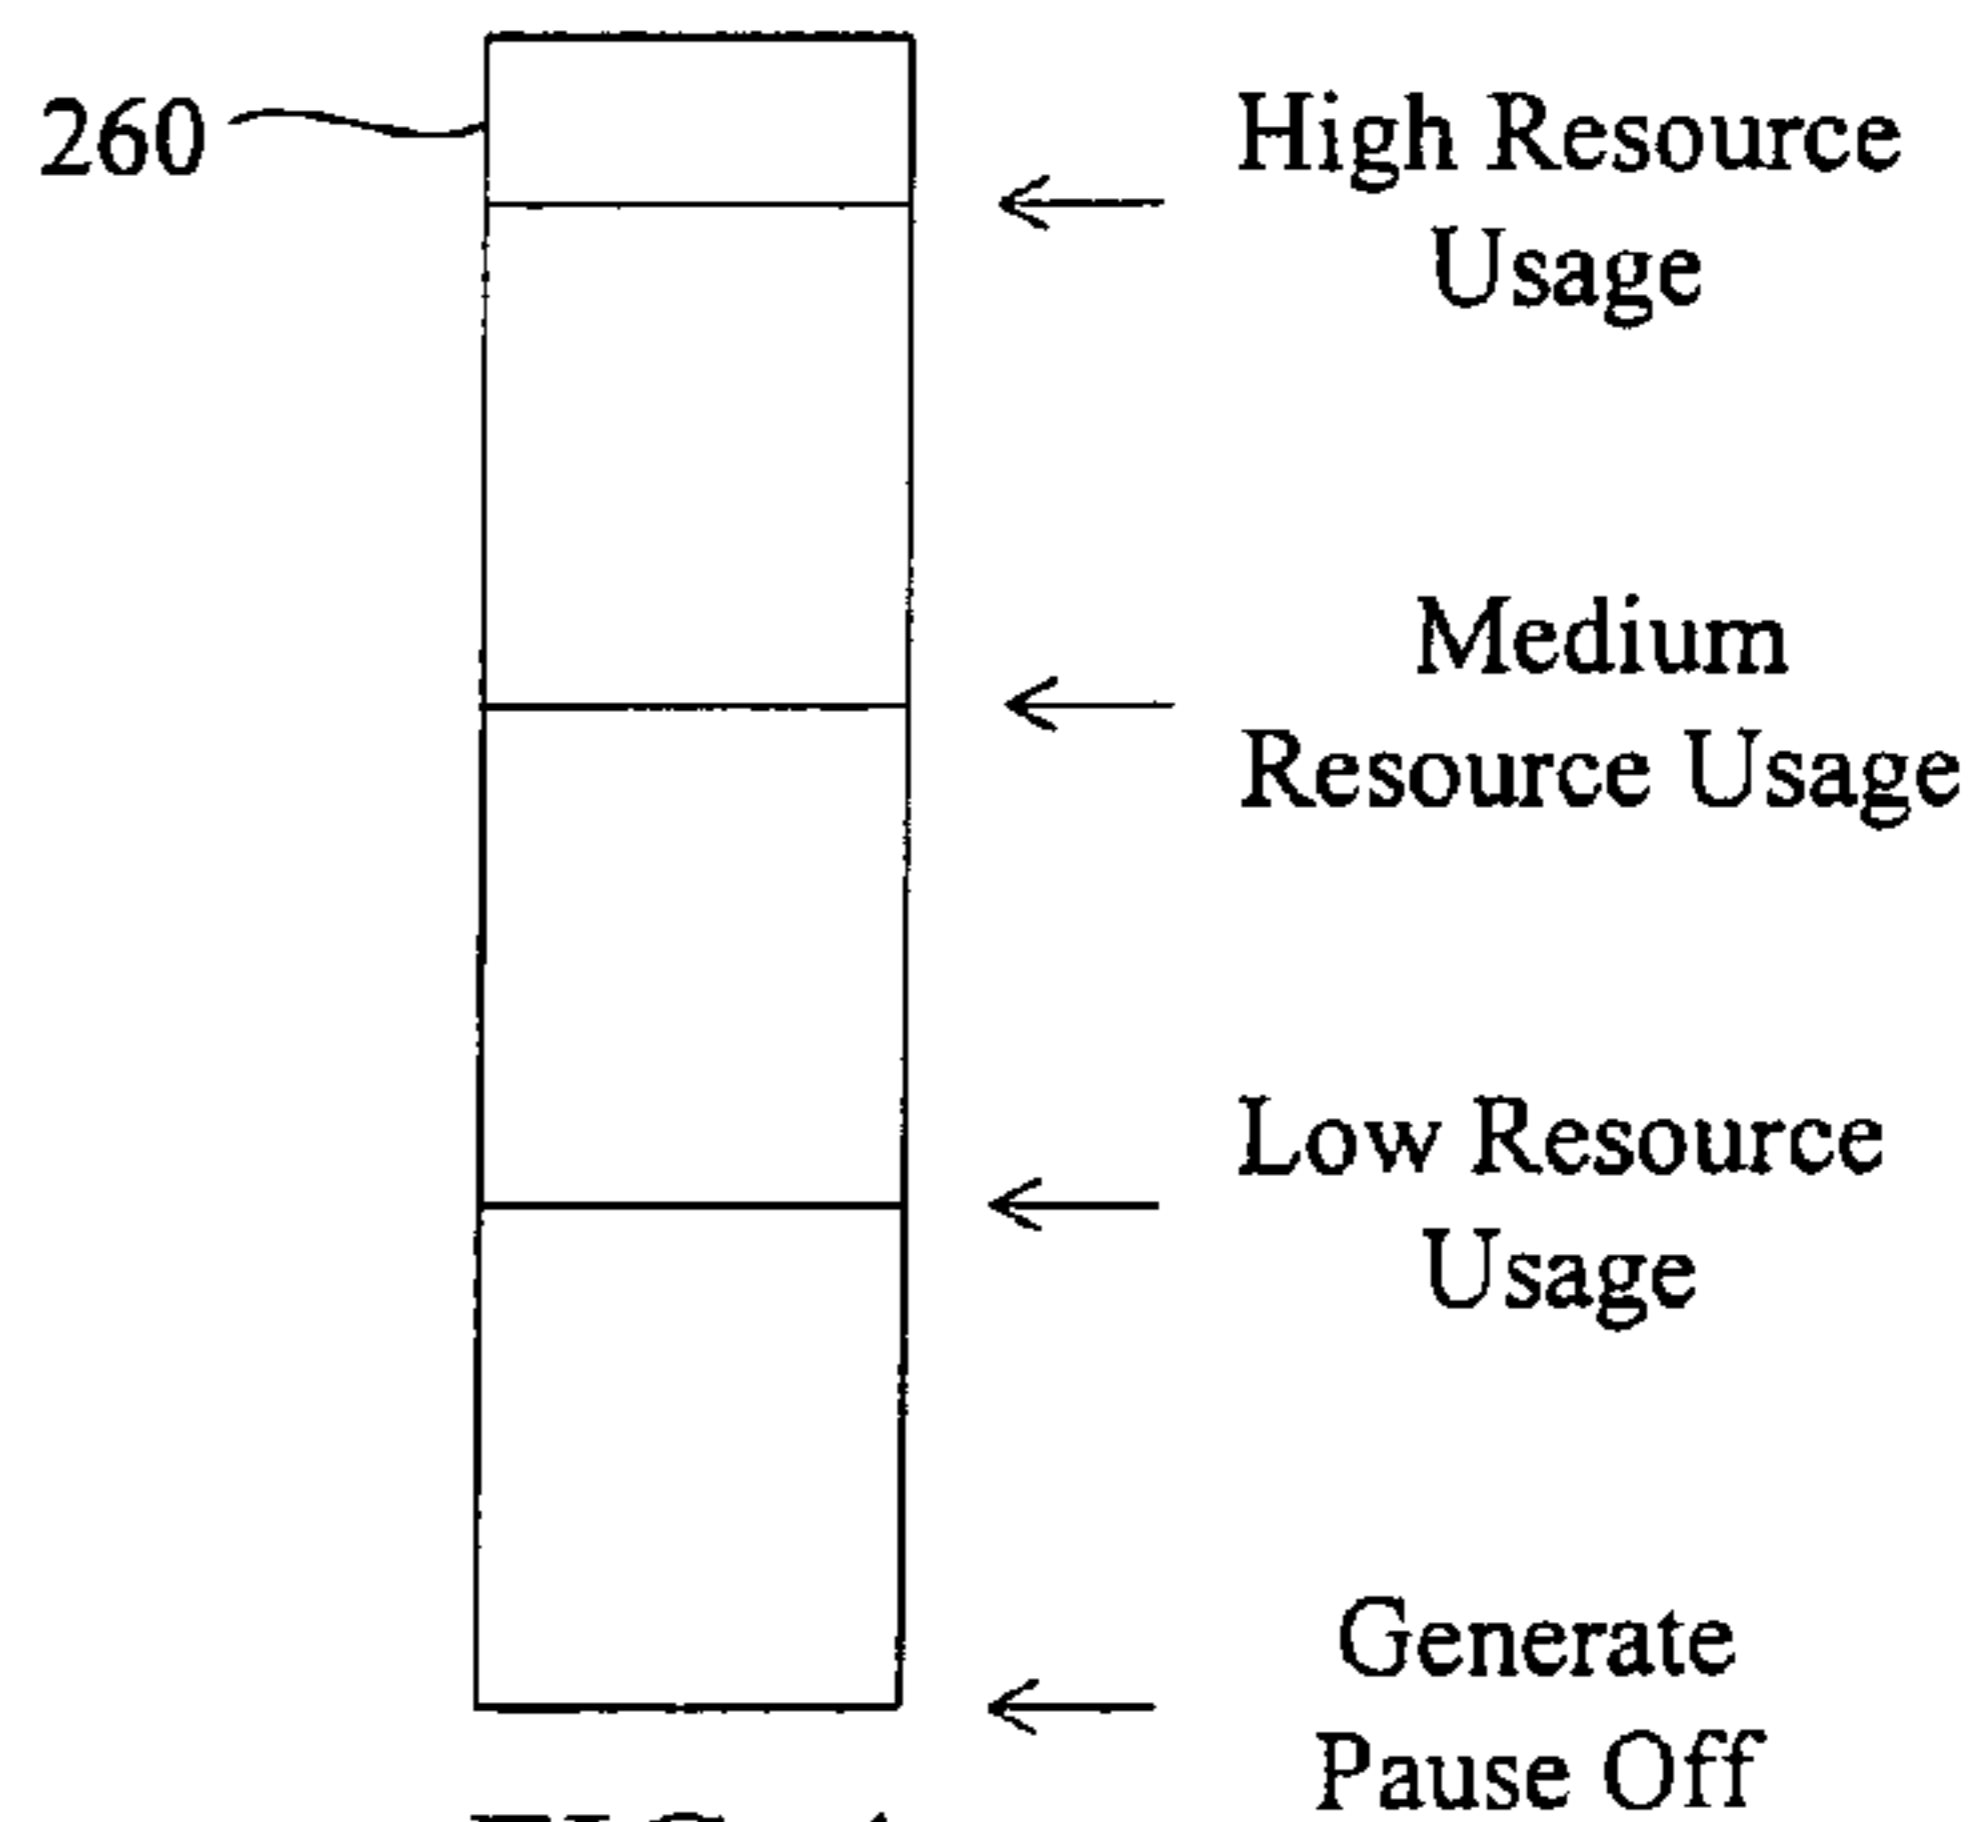 260
High Resource
Usage
Medium
Resource Usage
Low Resource
Usage
Generate
Pause Off